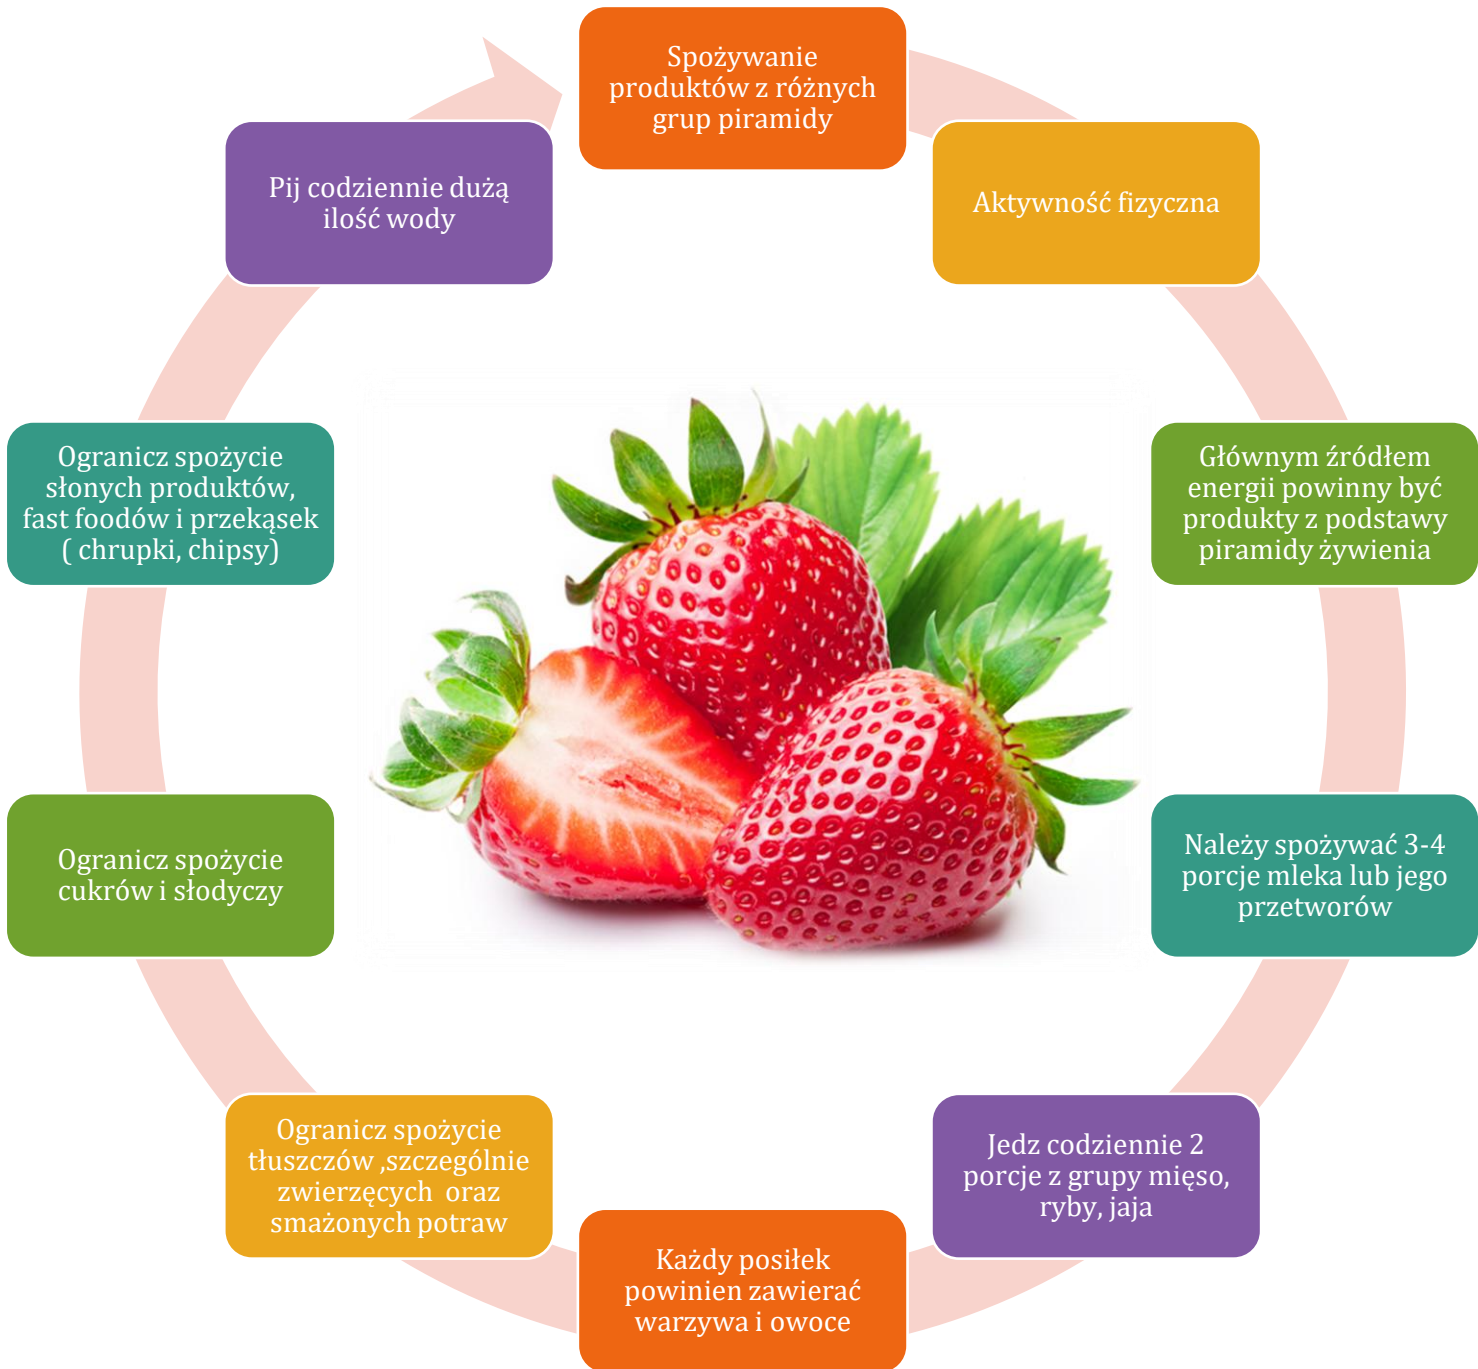 Spożywanie
produktów z różnych
grup piramidy
Aktywność fizyczna
Głównym źródłem
energii powinny być
produkty z podstawy
piramidy żywienia
Należy spożywać 3-4
porcje mleka lub jego
przetworów
Jedz codziennie 2
porcje z grupy mięso,
ryby, jaja
Każdy posiłek
powinien zawierać
warzywa i owoce
Ogranicz spożycie
tłuszczów ,szczególnie
zwierzęcych  oraz
smażonych potraw
Ogranicz spożycie
cukrów i słodyczy
Ogranicz spożycie
słonych produktów,
fast foodów i przekąsek
( chrupki, chipsy)
Pij codziennie dużą
ilość wody